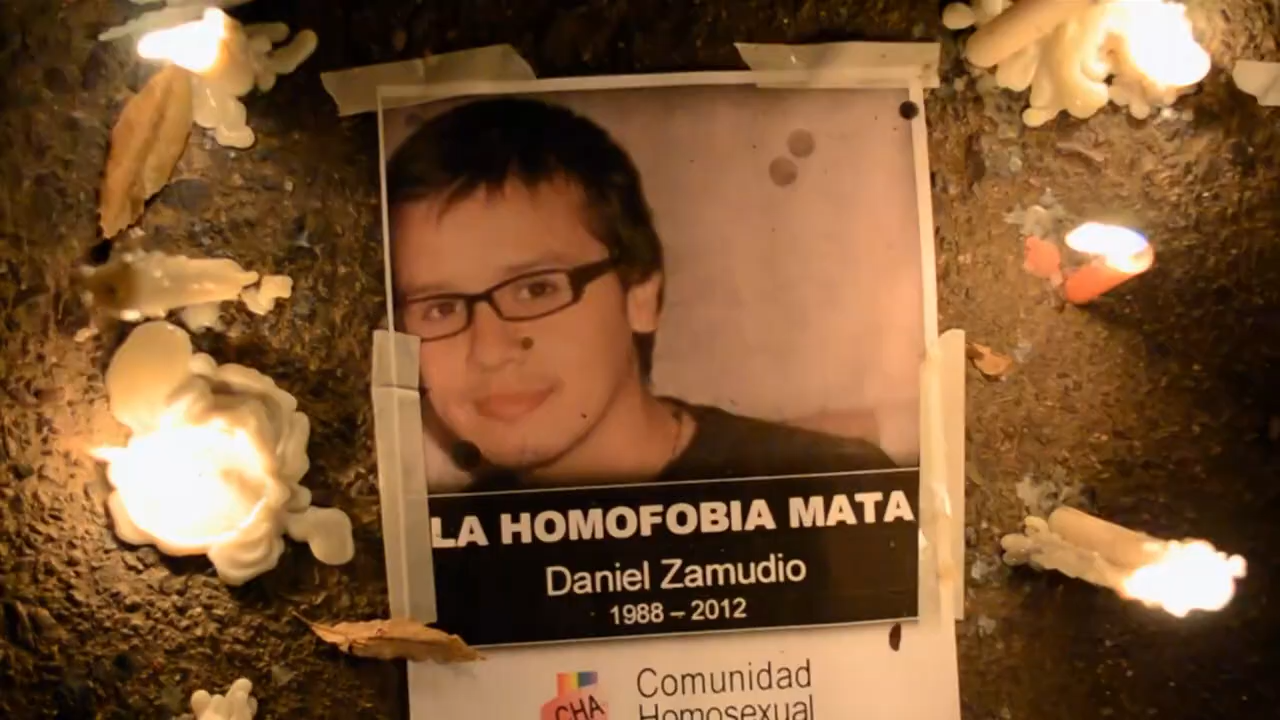 LA HOMOFOBIA MATA
Daniel Zamudio
1988 – 2012
CHA
Comunidad
Homosexual